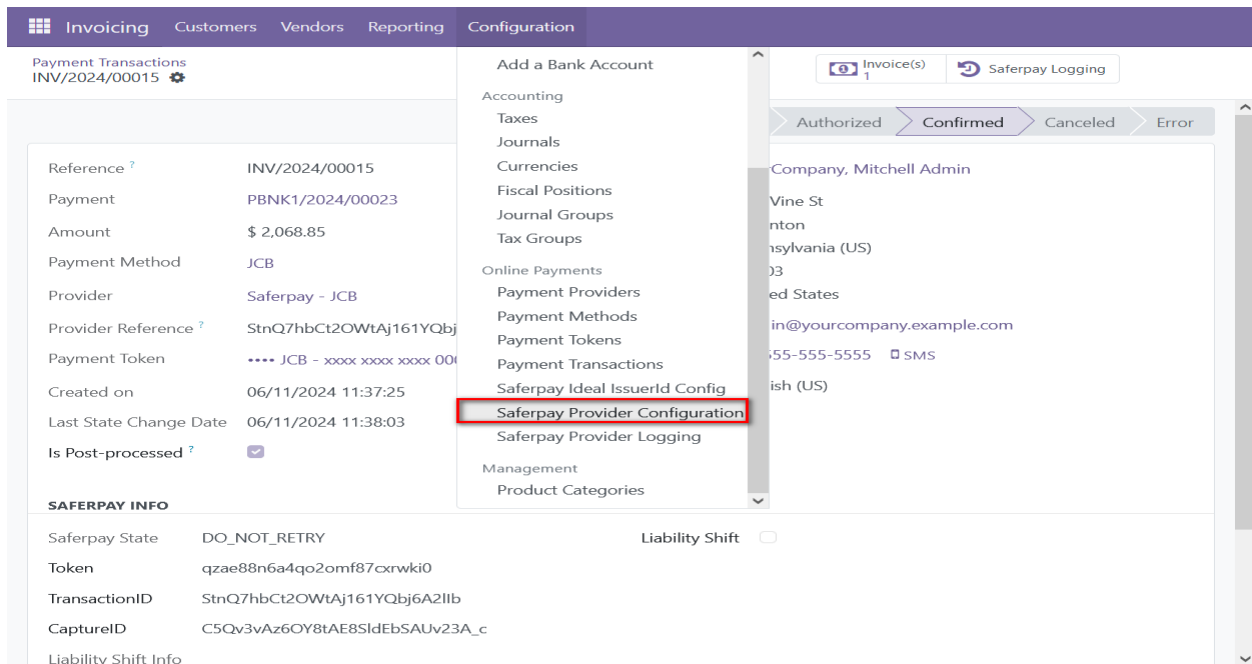 Invoicing Customers Vendors Reporting Configuration
Payment Transactions
INV/2024/00015
Invoice(s)
1
Saferpay Logging
Authorized Confirmed Canceled Error
Reference ? INV/2024/00015
Payment PBNK1/2024/00023
Amount $ 2,068.85
Payment Method JCB
Provider Saferpay - JCB
Provider Reference ?
Payment Token •••• JCB - xxxx xxxx xxxx
Created on 06/11/2024 11:37:25
Last State Change Date 06/11/2024 11:38:03
Is Post-processed ?
Add a Bank Account
Accounting
Taxes
Journals
Currencies
Fiscal Positions
Journal Groups
Tax Groups
Online Payments
Payment Providers
Payment Methods
Payment Tokens
Payment Transactions
Saferpay Ideal IssuerId Config
Saferpay Provider Configuration
Saferpay Provider Logging
Management
Product Categories
Company, Mitchell Admin
Vine St
nton
nsylvania (US)
03
ed States
in@yourcompany.example.com
555-555-5555 SMS
ish (US)
SAFERPAY INFO
Saferpay State DO_NOT_RETRY
Liability Shift
Token qzae88n6a4qo2omf87cxrwki0
TransactionID StnQ7hbCt2OWtAj161YQbj6A2lIb
CaptureID C5Qv3vAz6OY8tAE8SldEbSAUv23A_c
Liability Shift Info